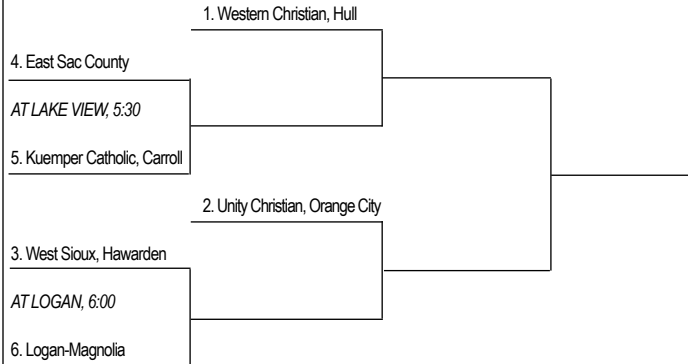 1. Western Christian, Hull
4. East Sac County
AT LAKE VIEW, 5:30
5. Kuemper Catholic, Carroll
2. Unity Christian, Orange City
3. West Sioux, Hawarden
AT LOGAN, 6:00
6. Logan-Magnolia